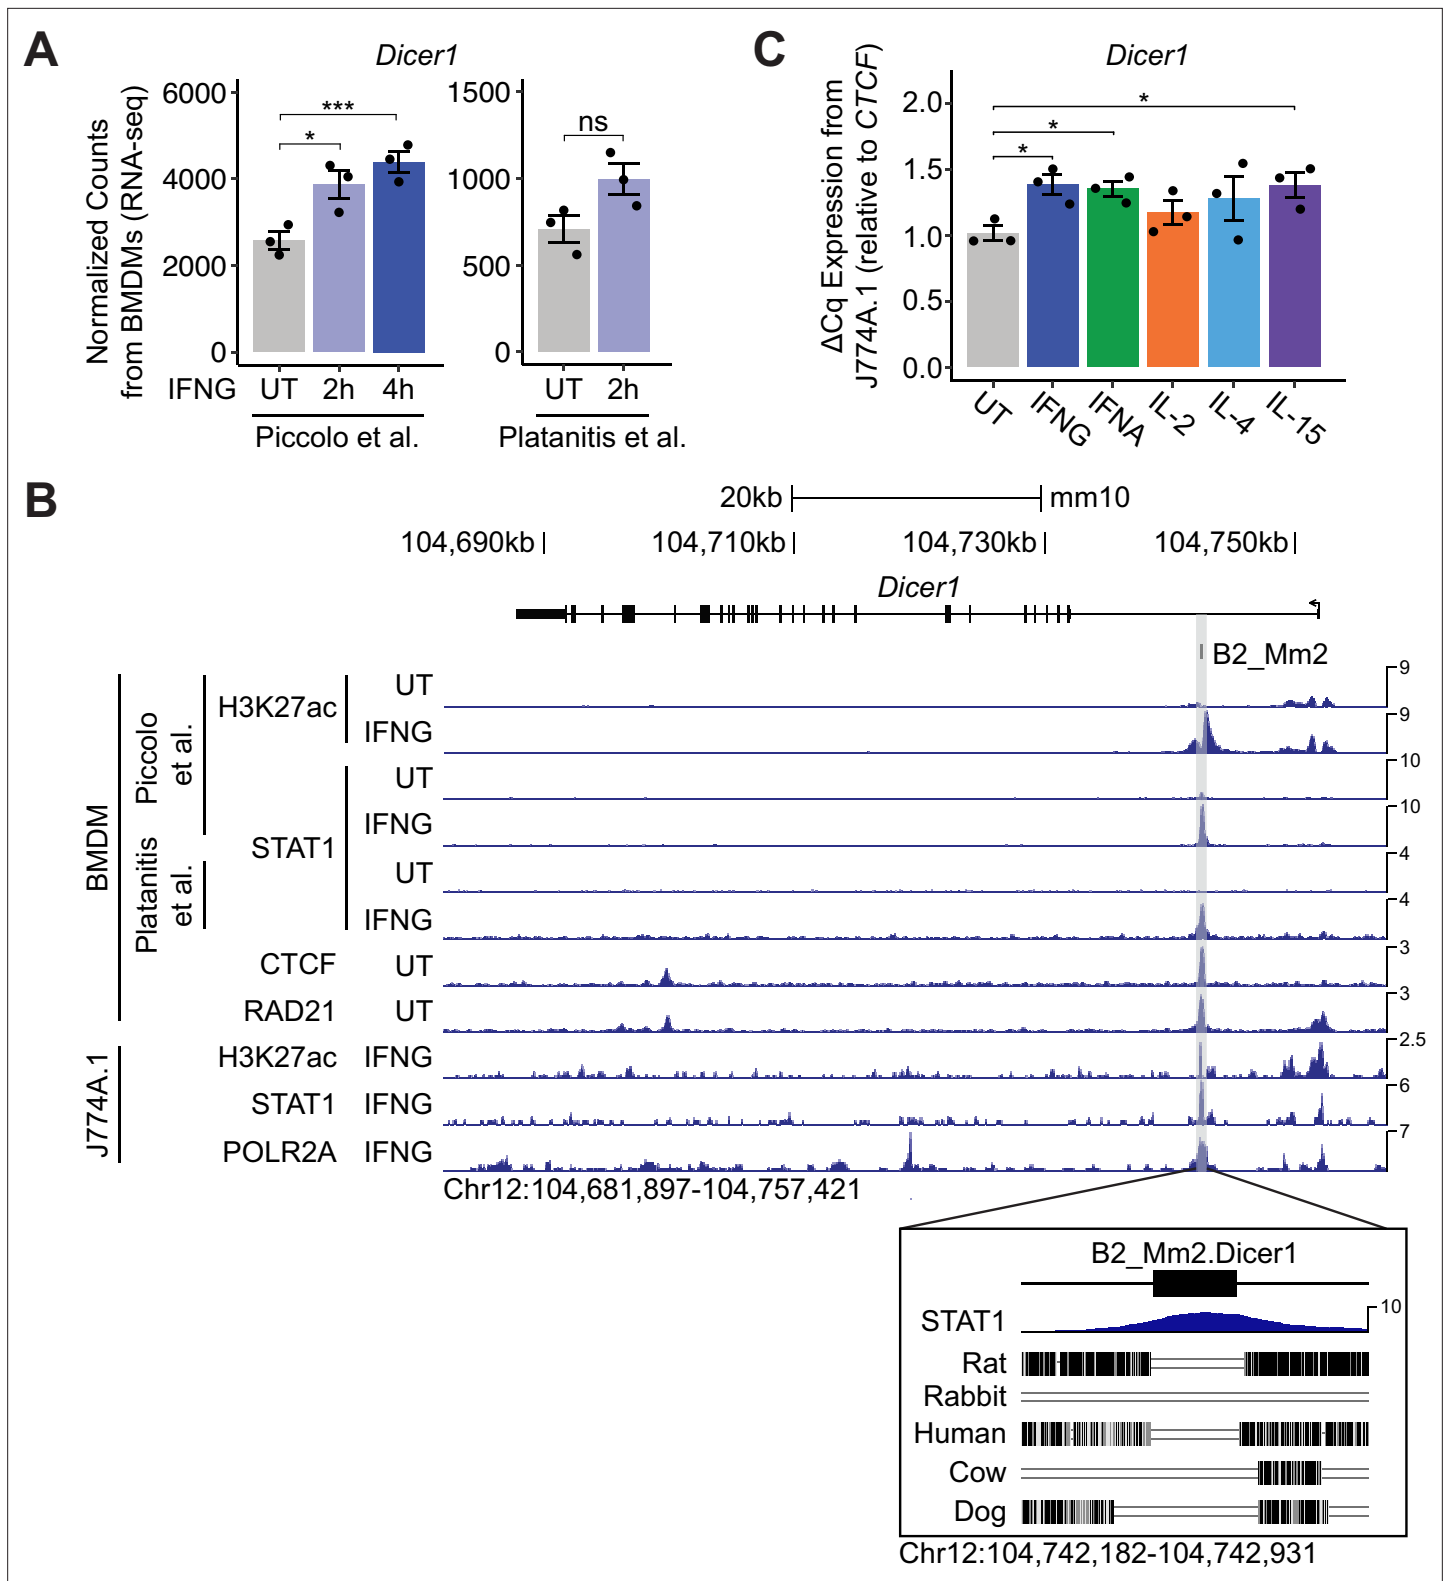 A
Dicer1
Normalized Counts
from BMDMs (RNA-seq)
6000
4000
2000
0
***
*
IFNG UT 2h 4h
Piccolo et al.
1500
1000
500
0
ns
UT 2h
Platanitis et al.
C
Dicer1
ΔCq Expression from
J774A.1 (relative to CTCF)
2.0
1.5
1.0
0.5
0.0
*
*
*
UT IFNG IFNA IL-2 IL-4 IL-15
B
20kb mm10
104,690kb 104,710kb 104,730kb 104,750kb
Dicer1
B2_Mm2
BMDM
Piccolo
et al.
Platanitis
et al.
H3K27ac UT 9
IFNG 9
STAT1 UT 10
IFNG 10
UT 4
IFNG 4
CTCF UT 3
RAD21 UT 3
J774A.1
H3K27ac IFNG 2.5
STAT1 IFNG 6
POLR2A IFNG 7
Chr12:104,681,897-104,757,421
B2_Mm2.Dicer1
STAT1 10
Rat
Rabbit
Human
Cow
Dog
Chr12:104,742,182-104,742,931